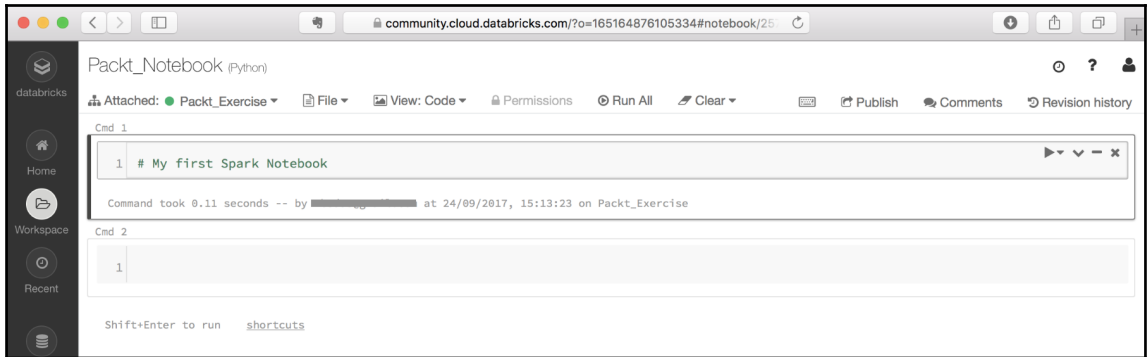 community.cloud.databricks.com/?o=165164876105334#notebook/25
databricks
Packt_Notebook (Python)
?
Attached: Packt_Exercise File View: Code Permissions Run All Clear Publish Comments Revision history
Cmd 1
1 # My first Spark Notebook
Home
Command took 0.11 seconds -- by at 24/09/2017, 15:13:23 on Packt_Exercise
Workspace
Cmd 2
1
Recent
Shift+Enter to run shortcuts